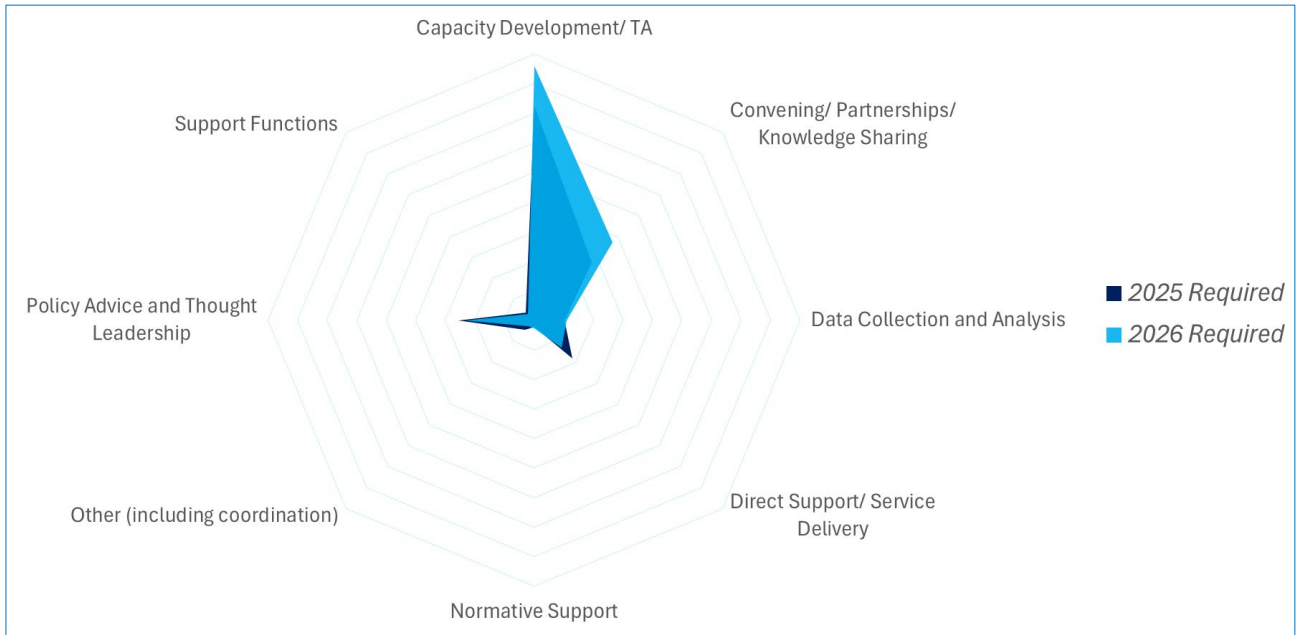 Capacity Development/ TA
Convening/ Partnerships/
Knowledge Sharing
Data Collection and Analysis
Direct Support/ Service
Delivery
Normative Support
Other (including coordination)
Policy Advice and Thought
Leadership
Support Functions
2025 Required
2026 Required